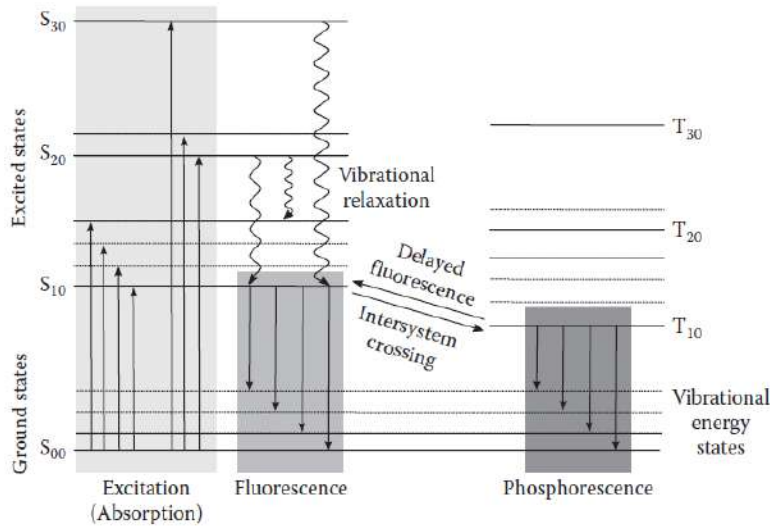 S30
Excited states
S20
Vibrational
relaxation
S10
Delayed
fluorescence
Intersystem
crossing
T30
T20
T10
Ground states
S00
Vibrational
energy
states
Excitation
(Absorption)
Fluorescence
Phosphorescence